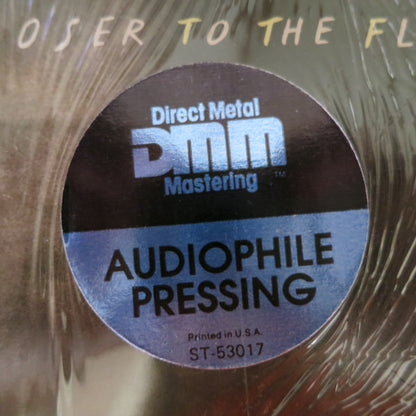 OSER TO THE FL
Direct Metal
DMM
Mastering TM
AUDIOPHILE
PRESSING
Printed in U.S.A.
ST-53017